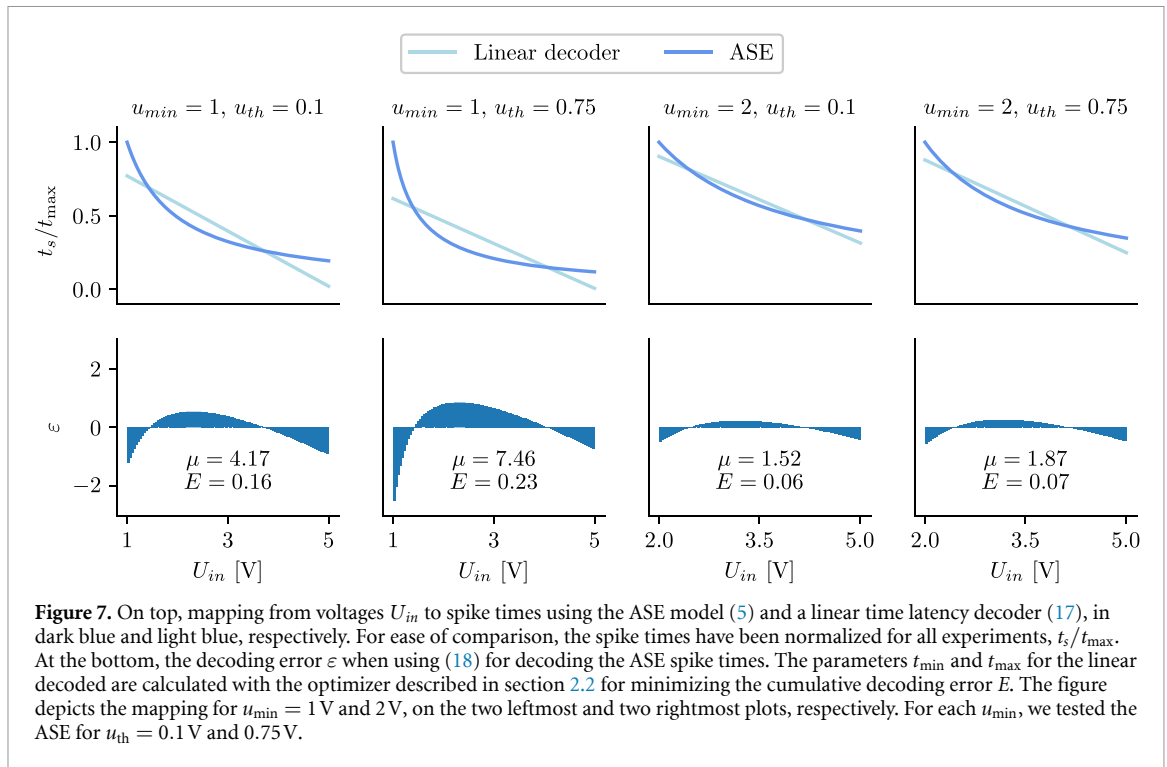 Linear decoder ASE
u_min = 1, u_th = 0.1 u_min = 1, u_th = 0.75 u_min = 2, u_th = 0.1 u_min = 2, u_th = 0.75
1.0
0.5
0.0
t_s/t_max
2
0
−2
ε
μ = 4.17 μ = 7.46 μ = 1.52 μ = 1.87
E = 0.16 E = 0.23 E = 0.06 E = 0.07
1 3 5 1 3 5 2.0 3.5 5.0 2.0 3.5 5.0
U_in [V] U_in [V] U_in [V] U_in [V]
Figure 7. On top, mapping from voltages U_in to spike times using the ASE model (5) and a linear time latency decoder (17), in
dark blue and light blue, respectively. For ease of comparison, the spike times have been normalized for all experiments, t_s/t_max.
At the bottom, the decoding error ε when using (18) for decoding the ASE spike times. The parameters t_min and t_max for the linear
decoded are calculated with the optimizer described in section 2.2 for minimizing the cumulative decoding error E. The figure
depicts the mapping for u_min = 1 V and 2 V, on the two leftmost and two rightmost plots, respectively. For each u_min, we tested the
ASE for u_th = 0.1 V and 0.75 V.